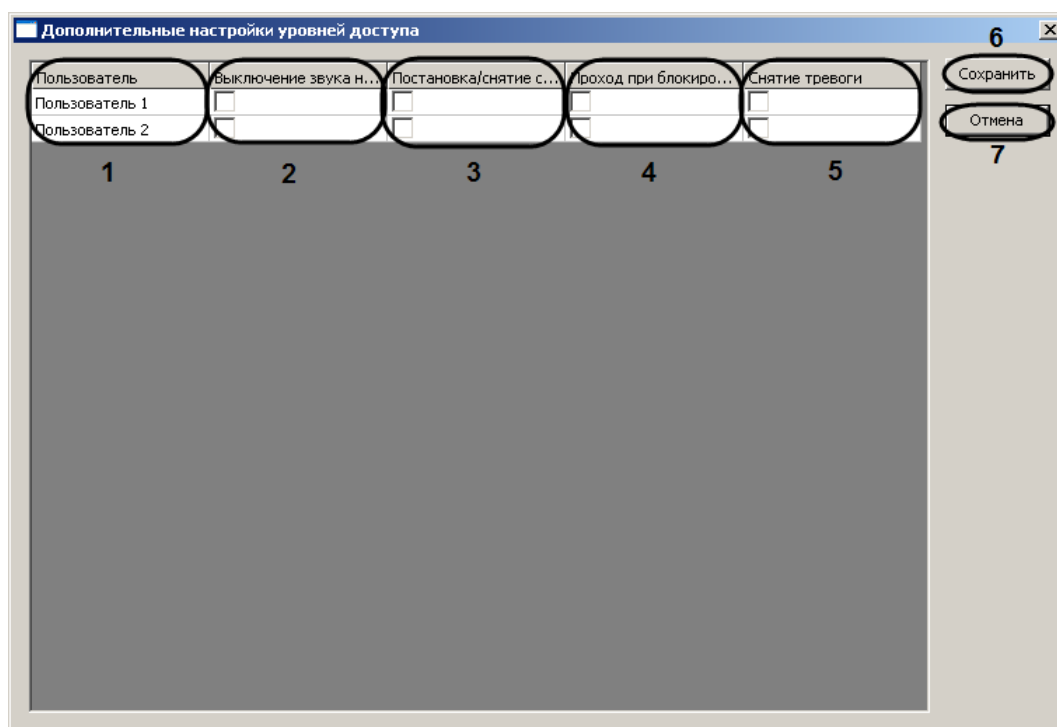 Дополнительные настройки уровней доступа
6
Пользователь Выключение звука н... Постановка/снятие с... Проход при блокиро... Снятие тревоги
Сохранить
Пользователь 1
Пользователь 2
Отмена
1 2 3 4 5 7